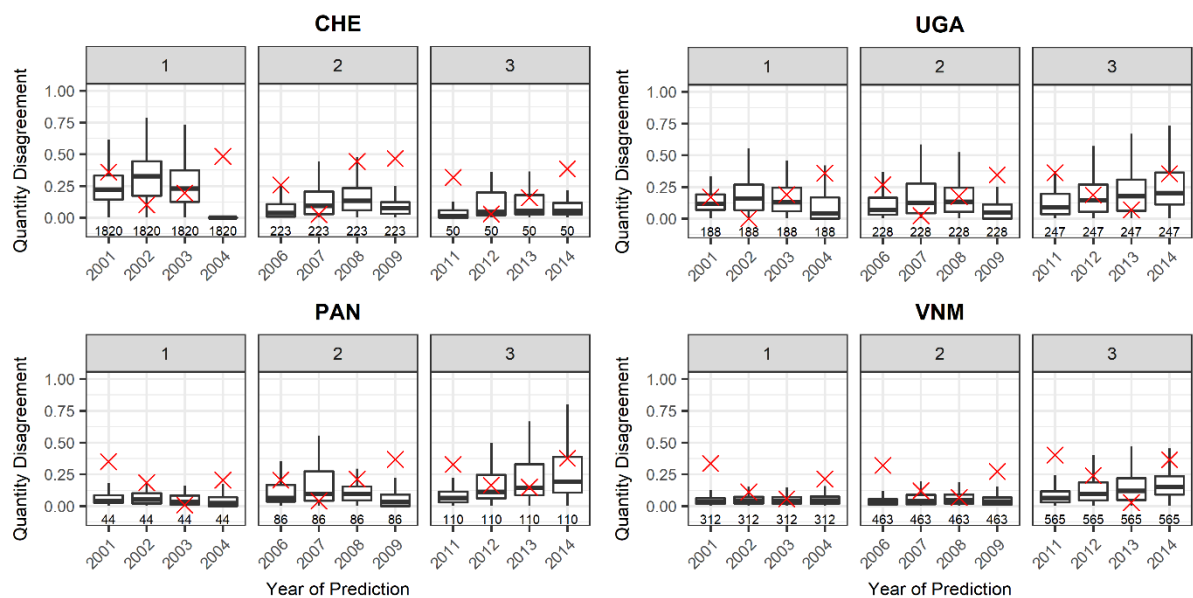 CHE
UGA
1 2 3
1 2 3
Quantity Disagreement
1.00
0.75
0.50
0.25
0.00
1820 1820 1820 1820
223 223 223 223
50 50 50 50
2001 2002 2003 2004
2006 2007 2008 2009
2011 2012 2013 2014
Quantity Disagreement
1.00
0.75
0.50
0.25
0.00
188 188 188 188
228 228 228 228
247 247 247 247
2001 2002 2003 2004
2006 2007 2008 2009
2011 2012 2013 2014
PAN
VNM
1 2 3
1 2 3
Quantity Disagreement
1.00
0.75
0.50
0.25
0.00
44 44 44 44
86 86 86 86
110 110 110 110
2001 2002 2003 2004
2006 2007 2008 2009
2011 2012 2013 2014
Year of Prediction
Quantity Disagreement
1.00
0.75
0.50
0.25
0.00
312 312 312 312
463 463 463 463
565 565 565 565
2001 2002 2003 2004
2006 2007 2008 2009
2011 2012 2013 2014
Year of Prediction